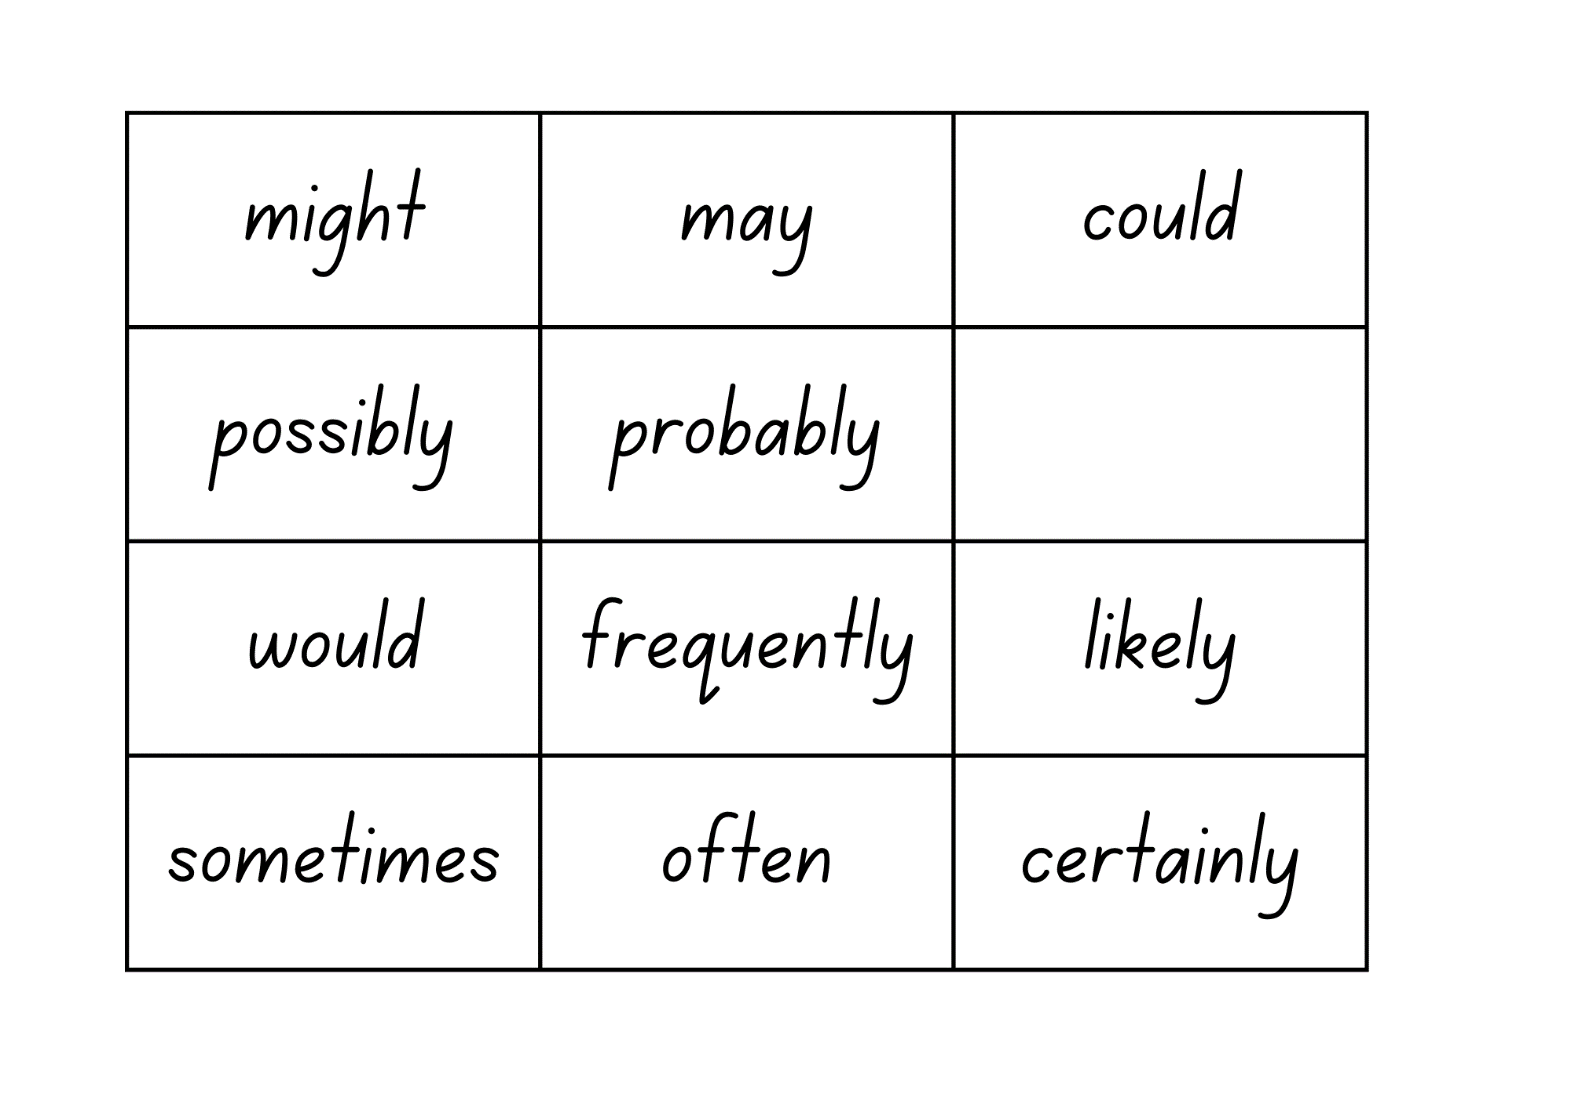 might may could
possibly probably
would frequently likely
sometimes often certainly